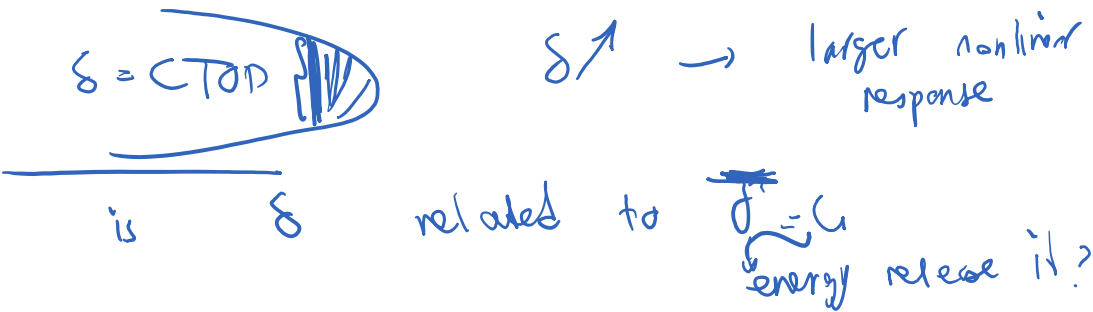 δ = CTOD { δ↗ → larger nonlinear
response
is δ related to J = G
energy release it?